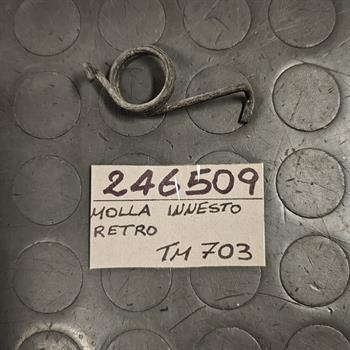 246509
MOLLA INNESTO
RETRO
TM 703